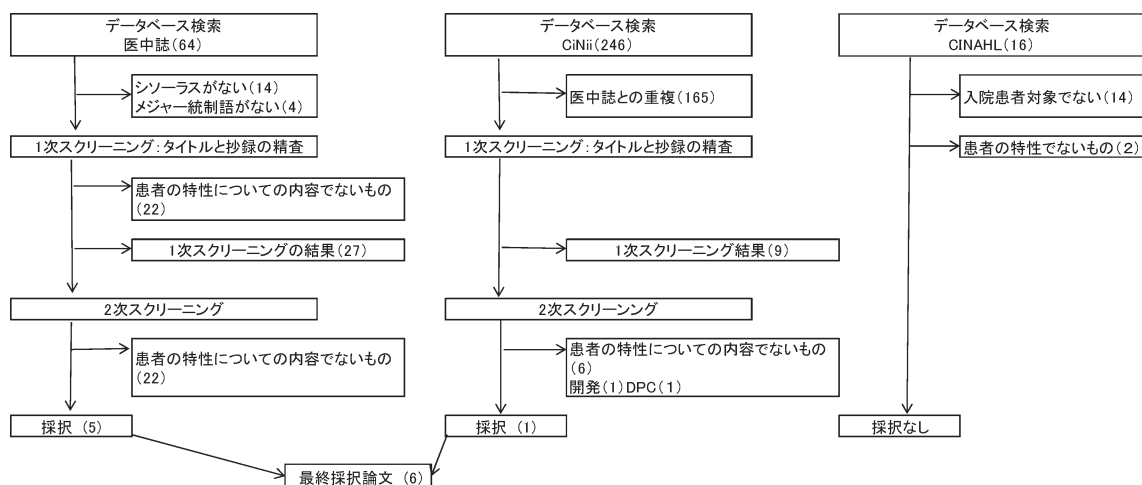 データベース検索
医中誌(64)
シソーラスがない(14)
メジャー統制語がない(4)
1次スクリーニング:タイトルと抄録の精査
患者の特性についての内容でないもの
(22)
1次スクリーニングの結果(27)
2次スクリーニング
患者の特性についての内容でないもの
(22)
採択 (5)
データベース検索
CiNii(246)
医中誌との重複(165)
1次スクリーニング:タイトルと抄録の精査
1次スクリーニング結果(9)
2次スクリーンング
患者の特性についての内容でないもの
(6)
開発(1)DPC(1)
採択 (1)
データベース検索
CINAHL(16)
入院患者対象でない(14)
患者の特性でないもの(2)
採択なし
最終採択論文 (6)